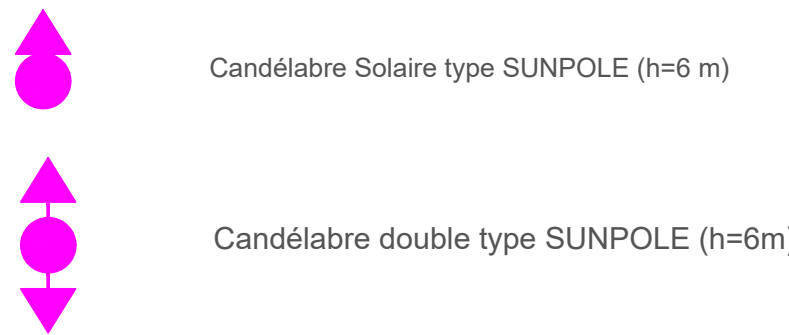 Candélabre Solaire type SUNPOLE (h=6 m)
Candélabre double type SUNPOLE (h=6m)